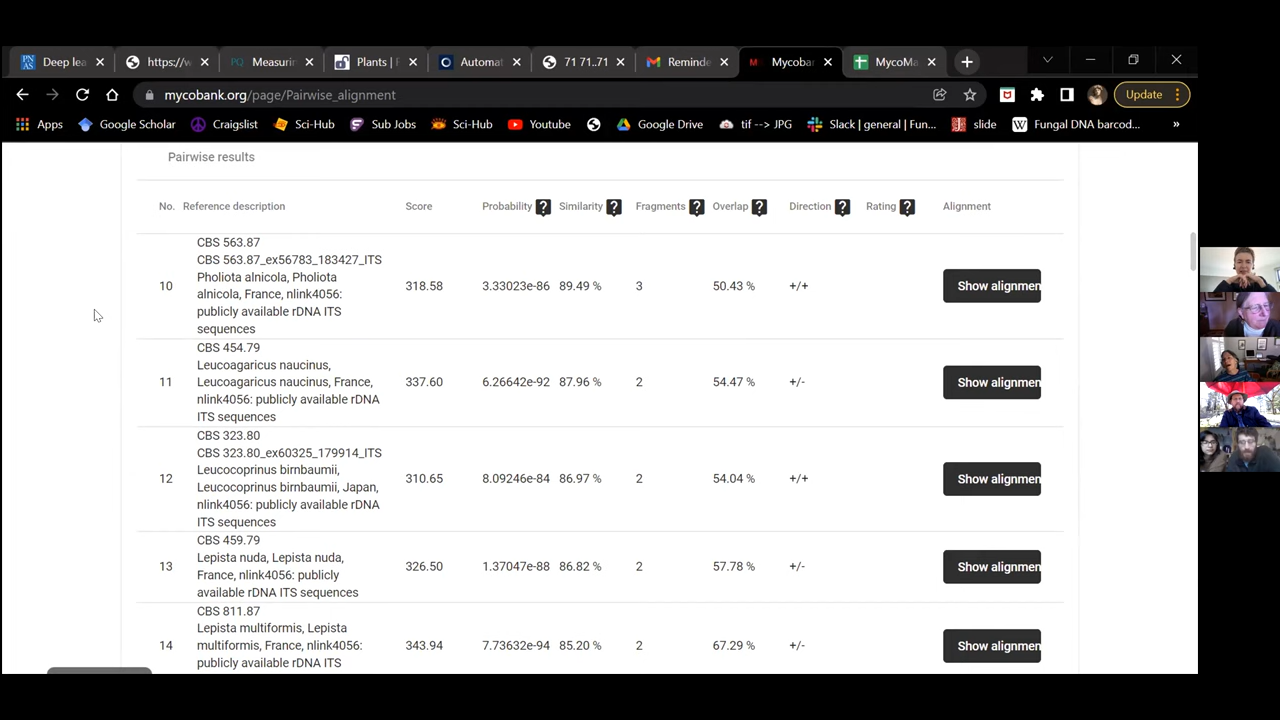 Deep lea
https://w
PQ Measurin
Plants | F
Automat
71 71..71
Reminde
Mycobar
MycoMa
mycobank.org/page/Pairwise_alignment
Update
Apps
Google Scholar
Craigslist
Sci-Hub
Sub Jobs
Sci-Hub
Youtube
Google Drive
tif --> JPG
Slack | general | Fun...
slide
Fungal DNA barcod...
»
Pairwise results
No. Reference description Score Probability Similarity Fragments Overlap Direction Rating Alignment
CBS 563.87
CBS 563.87_ex56783_183427_ITS
Pholiota alnicola, Pholiota
10 alnicola, France, nlink4056: 318.58 3.33023e-86 89.49 % 3 50.43 % +/+ Show alignmen
publicly available rDNA ITS
sequences
CBS 454.79
Leucoagaricus naucinus,
11 Leucoagaricus naucinus, France, 337.60 6.26642e-92 87.96 % 2 54.47 % +/- Show alignmen
nlink4056: publicly available rDNA
ITS sequences
CBS 323.80
CBS 323.80_ex60325_179914_ITS
Leucocoprinus birnbaumii,
12 Leucocoprinus birnbaumii, Japan, 310.65 8.09246e-84 86.97 % 2 54.04 % +/+ Show alignmen
nlink4056: publicly available rDNA
ITS sequences
CBS 459.79
Lepista nuda, Lepista nuda,
13 France, nlink4056: publicly 326.50 1.37047e-88 86.82 % 2 57.78 % +/- Show alignmen
available rDNA ITS sequences
CBS 811.87
Lepista multiformis, Lepista
14 multiformis, France, nlink4056: 343.94 7.73632e-94 85.20 % 2 67.29 % +/- Show alignmen
publicly available rDNA ITS